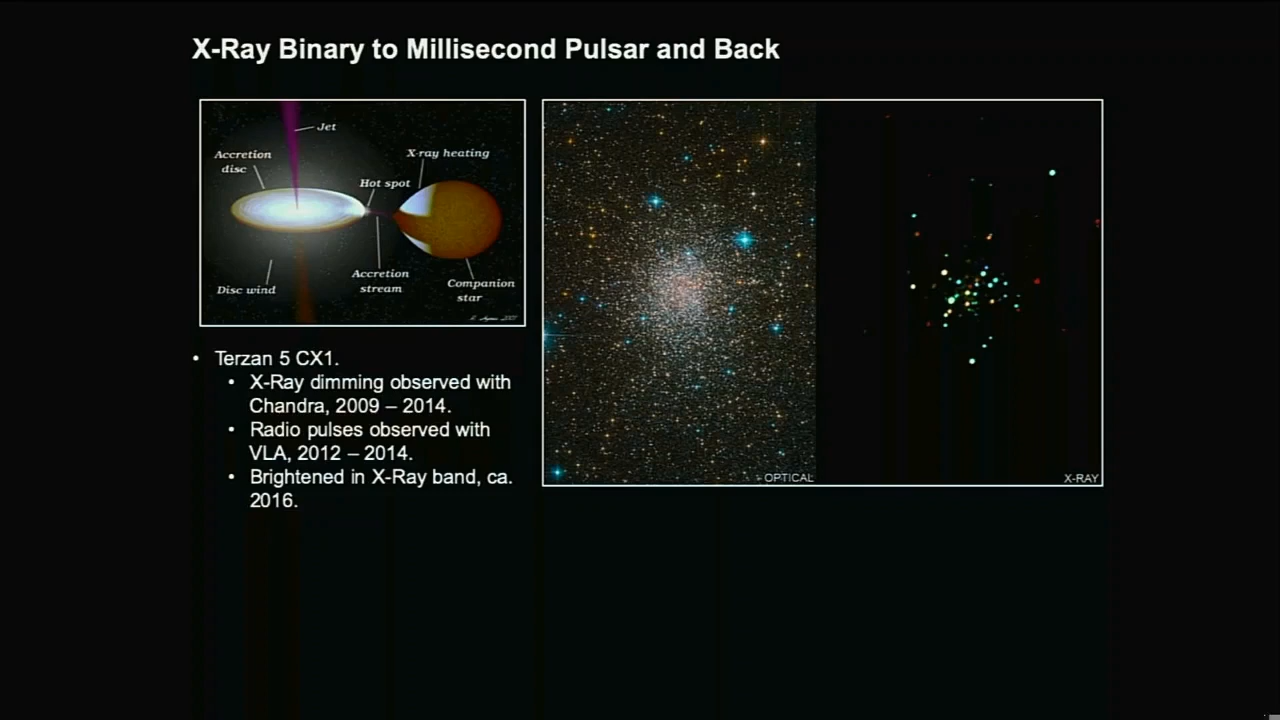 X-Ray Binary to Millisecond Pulsar and Back
Jet
Accretion
disc
X-ray heating
Hot spot
Accretion
stream
Disc wind
Companion
star
• Terzan 5 CX1.
• X-Ray dimming observed with
Chandra, 2009 – 2014.
• Radio pulses observed with
VLA, 2012 – 2014.
• Brightened in X-Ray band, ca.
2016.
OPTICAL
X-RAY